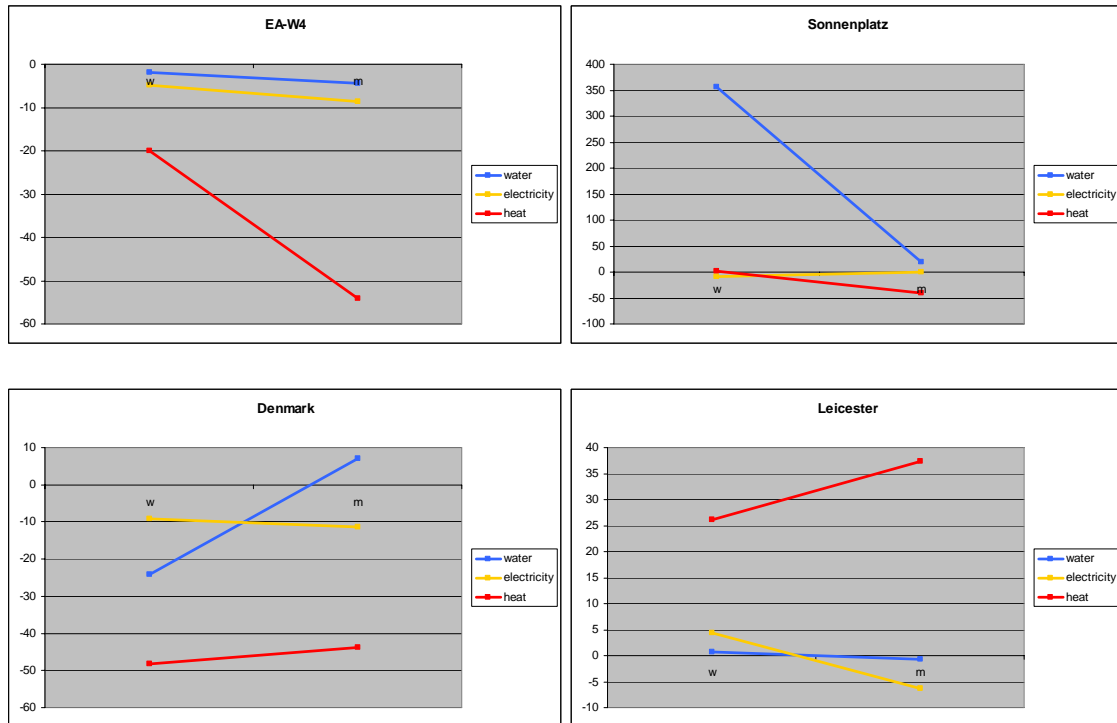 EA-W4
0
-10
-20
-30
-40
-50
-60
w
m
water
electricity
heat
Sonnenplatz
400
350
300
250
200
150
100
50
0
-50
-100
w
m
water
electricity
heat
Denmark
10
0
-10
-20
-30
-40
-50
-60
w
m
water
electricity
heat
Leicester
40
35
30
25
20
15
10
5
0
-5
-10
w
m
water
electricity
heat